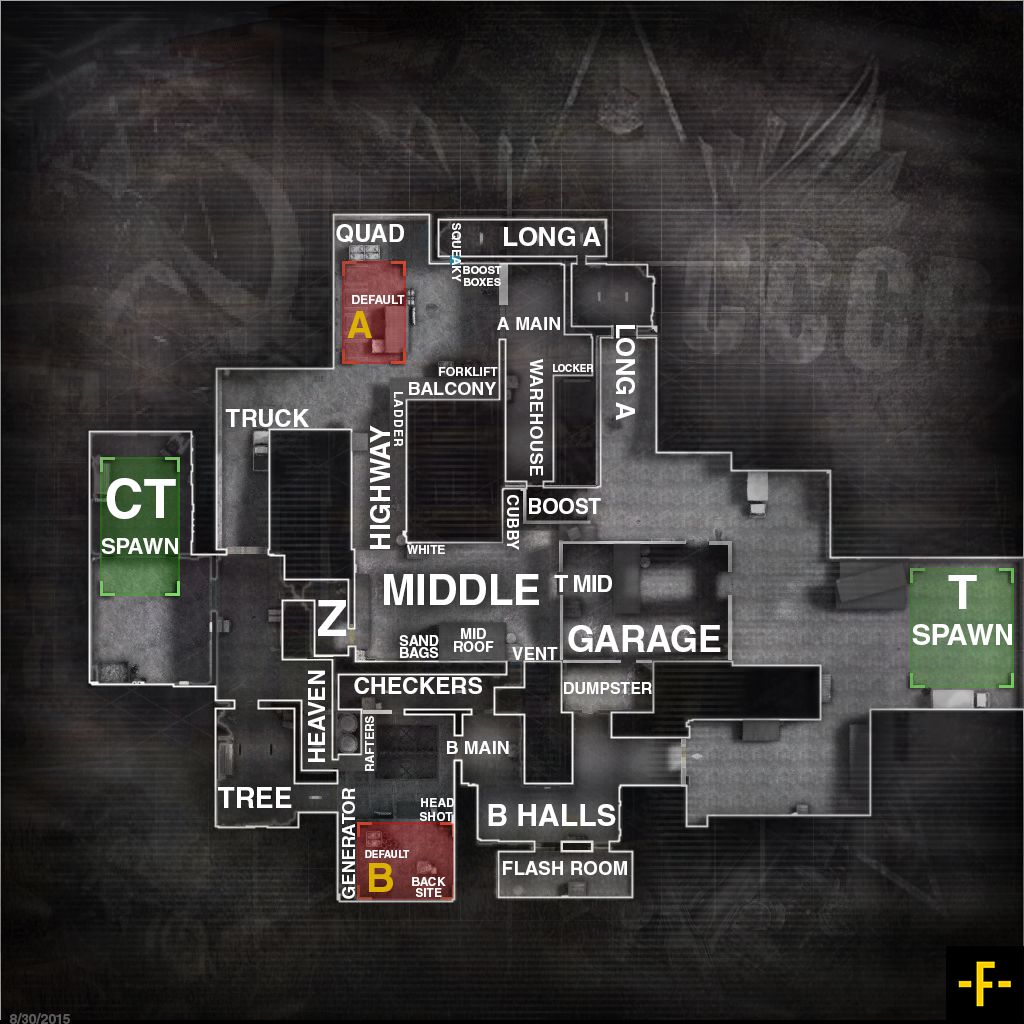 QUAD
SQUEAKY
LONG A
BOOST
BOXES
DEFAULT
A
A MAIN
LONG A
FORKLIFT
LOCKER
BALCONY
WAREHOUSE
LADDER
TRUCK
HIGHWAY
CT
SPAWN
CUBBY
BOOST
WHITE
MIDDLE
T MID
T
SPAWN
Z
SAND
BAGS
MID
ROOF
VENT
GARAGE
CHECKERS
DUMPSTER
HEAVEN
RAFTERS
B MAIN
TREE
GENERATOR
HEAD
SHOT
B HALLS
DEFAULT
B
BACK
SITE
FLASH ROOM
-F-
8/30/2015